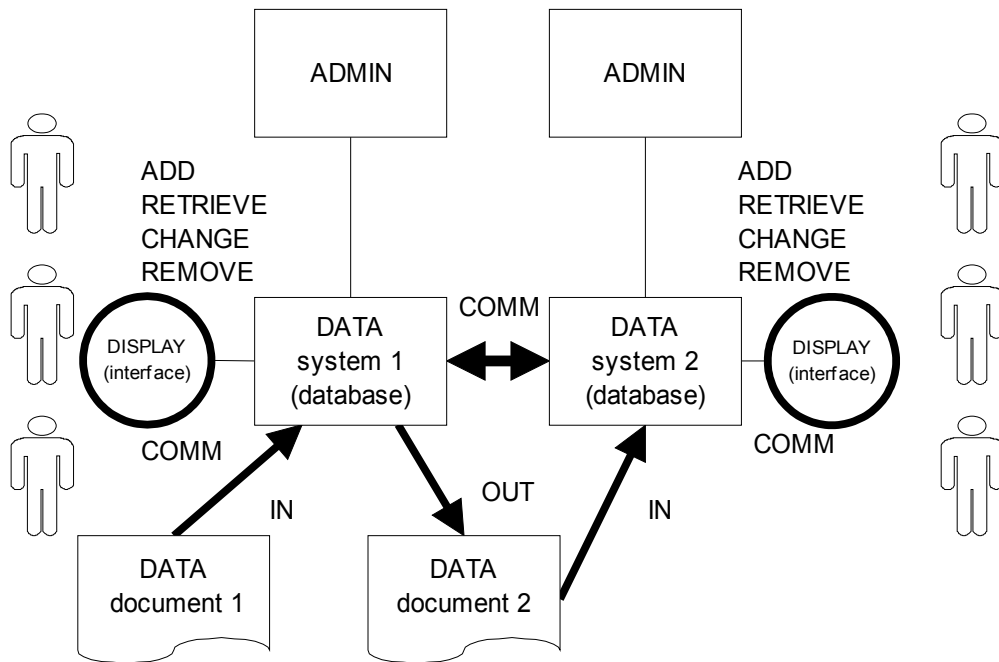 ADMIN
ADMIN
ADD
RETRIEVE
CHANGE
REMOVE
ADD
RETRIEVE
CHANGE
REMOVE
DISPLAY
(interface)
DATA
system 1
(database)
COMM
DATA
system 2
(database)
DISPLAY
(interface)
COMM
COMM
IN
OUT
IN
DATA
document 1
DATA
document 2